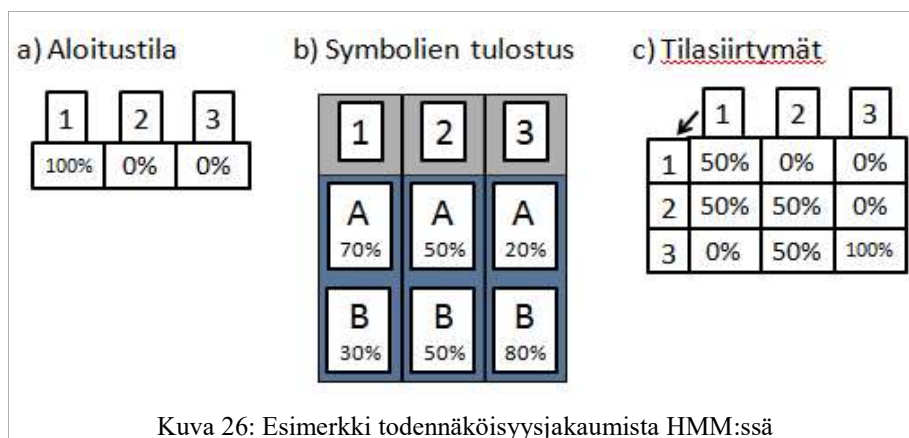 a) Aloitustila
1 2 3
100% 0% 0%
b) Symbolien tulostus
1 2 3
A A A
70% 50% 20%
B B B
30% 50% 80%
c) Tilasiirtymät
1 2 3
1 50% 0% 0%
2 50% 50% 0%
3 0% 50% 100%
Kuva 26: Esimerkki todennäköisyysjakaumista HMM:ssä